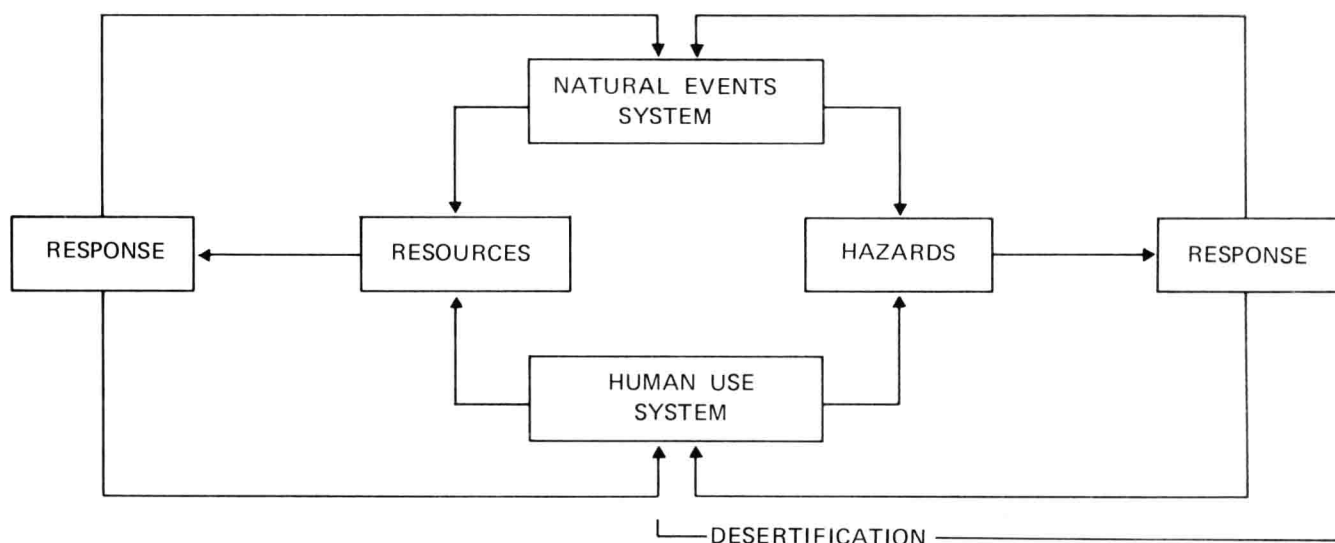 NATURAL EVENTS
SYSTEM
RESPONSE
RESOURCES
HAZARDS
RESPONSE
HUMAN USE
SYSTEM
DESERTIFICATION